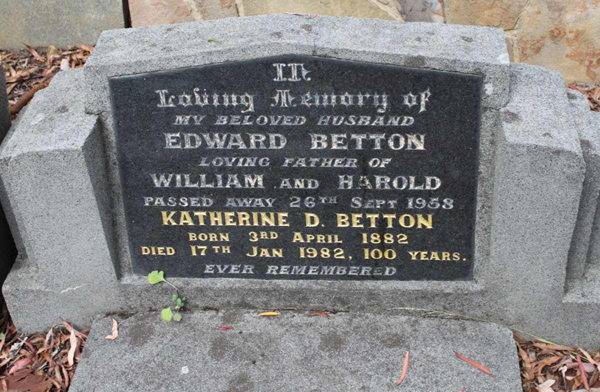 In
Loving Memory of
MY BELOVED HUSBAND
EDWARD BETTON
LOVING FATHER OF
WILLIAM AND HAROLD
PASSED AWAY 26TH SEPT 1958
KATHERINE D. BETTON
BORN 3RD APRIL 1882
DIED 17TH JAN 1982, 100 YEARS.
EVER REMEMBERED